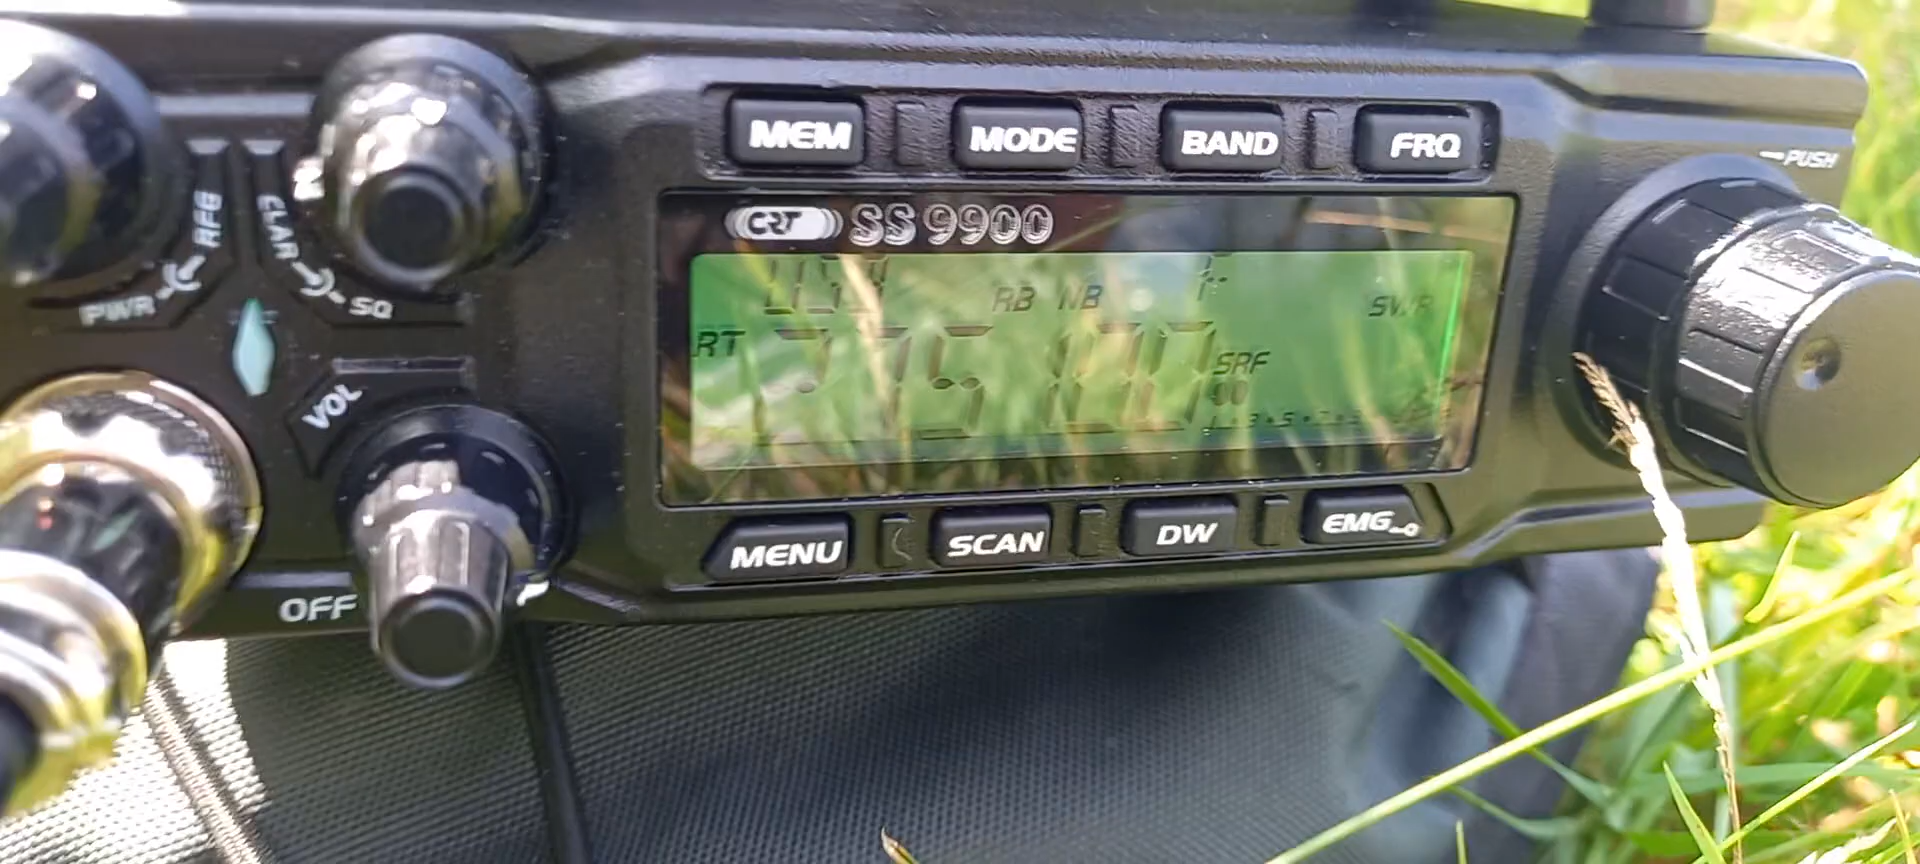 MEM MODE BAND FRQ
PUSH
RFG CLAR
PWR SQ
CRT SS 9900
USB RB NB F SWR
RT SRF
VOL
MENU SCAN DW EMG
OFF